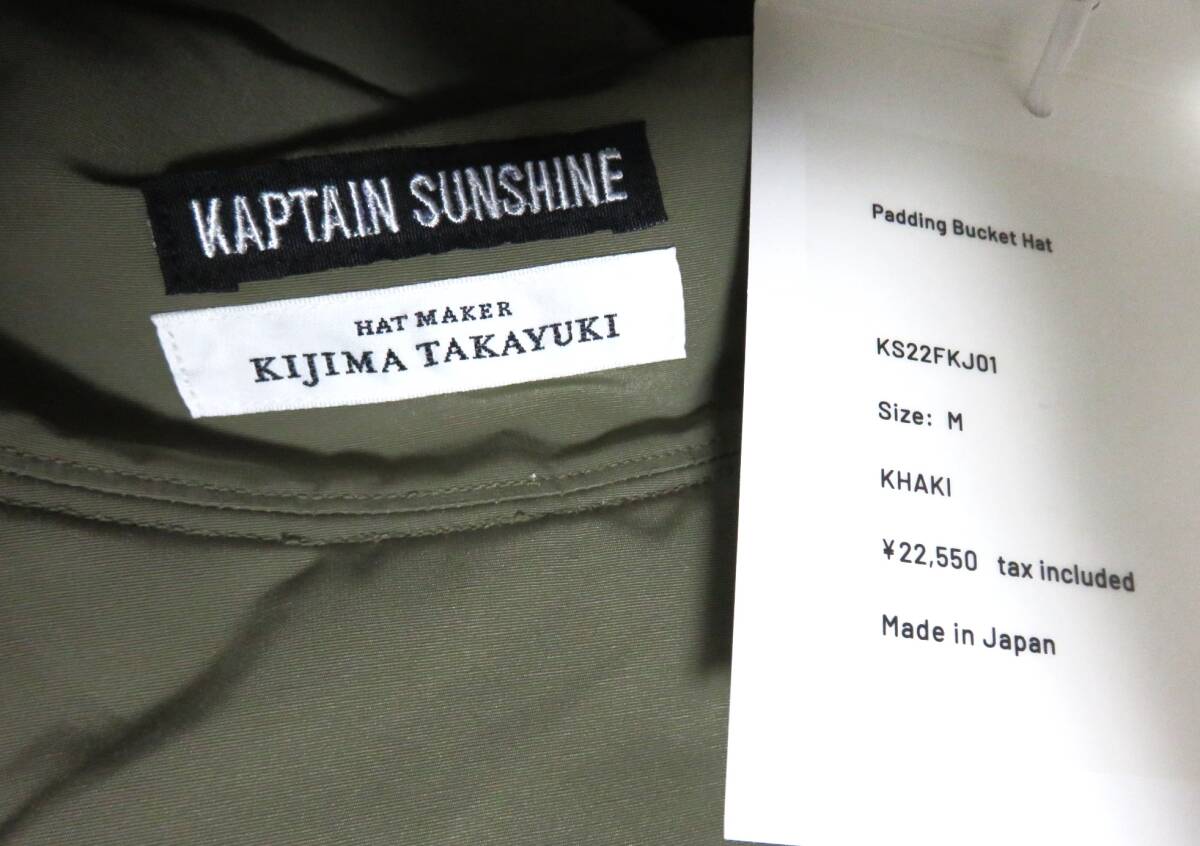 KAPTAIN SUNSHINE
HAT MAKER
KIJIMA TAKAYUKI
Padding Bucket Hat
KS22FKJ01
Size: M
KHAKI
¥22,550 tax included
Made in Japan